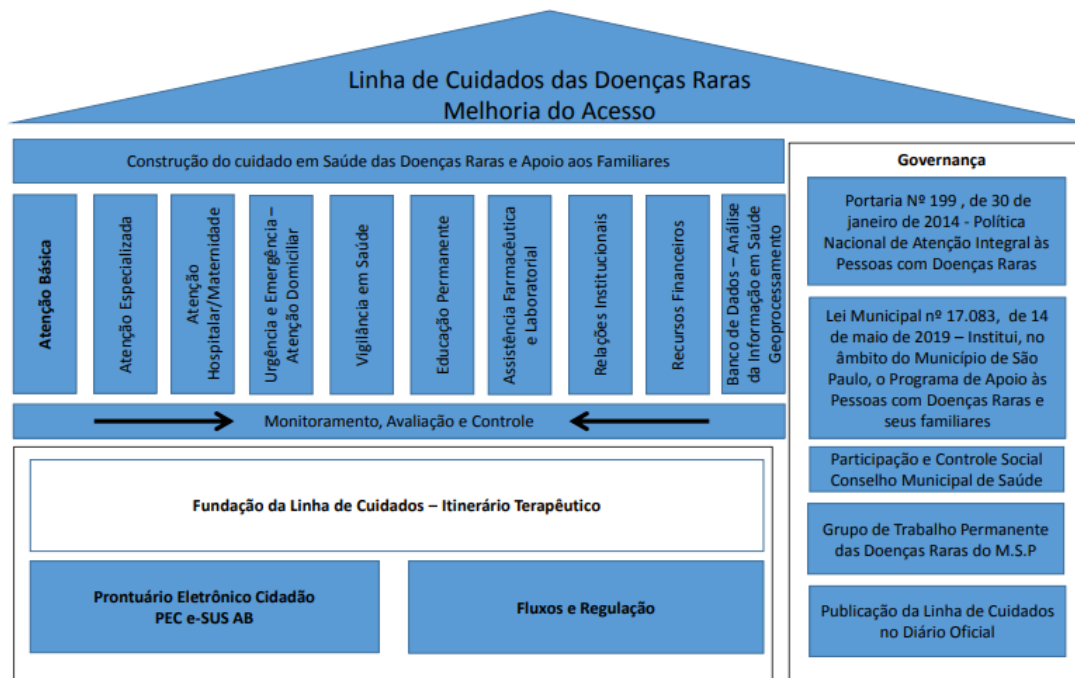 Linha de Cuidados das Doenças Raras
Melhoria do Acesso
Construção do cuidado em Saúde das Doenças Raras e Apoio aos Familiares
Atenção Básica
Atenção Especializada
Atenção
Hospitalar/Maternidade
Urgência e Emergência –
Atenção Domiciliar
Vigilância em Saúde
Educação Permanente
Assistência Farmacêutica
e Laboratorial
Relações Institucionais
Recursos Financeiros
Banco de Dados – Análise
da Informação em Saúde
Geoprocessamento
Monitoramento, Avaliação e Controle
Fundação da Linha de Cuidados – Itinerário Terapêutico
Prontuário Eletrônico Cidadão
PEC e-SUS AB
Fluxos e Regulação
Governança
Portaria Nº 199 , de 30 de
janeiro de 2014 - Política
Nacional de Atenção Integral às
Pessoas com Doenças Raras
Lei Municipal nº 17.083, de 14
de maio de 2019 – Institui, no
âmbito do Município de São
Paulo, o Programa de Apoio às
Pessoas com Doenças Raras e
seus familiares
Participação e Controle Social
Conselho Municipal de Saúde
Grupo de Trabalho Permanente
das Doenças Raras do M.S.P
Publicação da Linha de Cuidados
no Diário Oficial